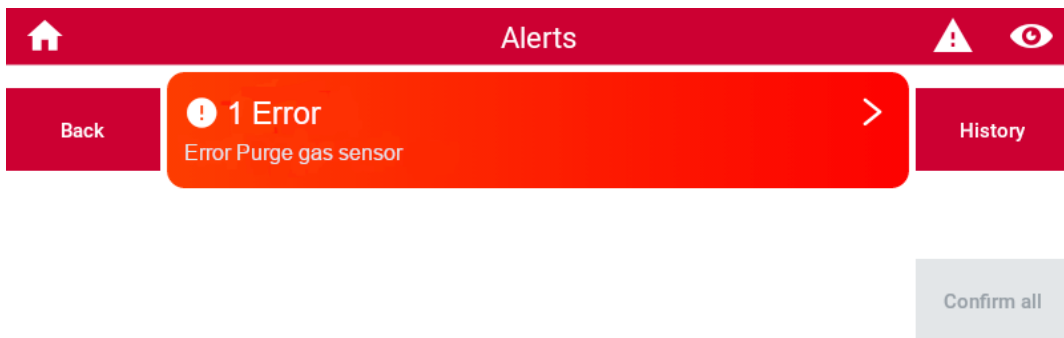 Alerts
Back
1 Error
Error Purge gas sensor
History
Confirm all